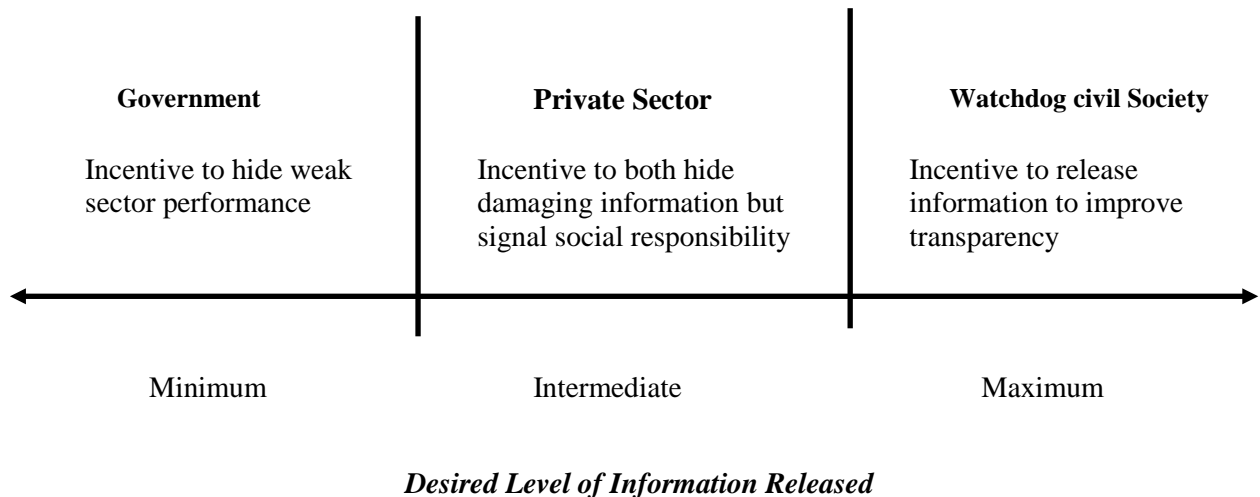 Government
Incentive to hide weak
sector performance
Private Sector
Incentive to both hide
damaging information but
signal social responsibility
Watchdog civil Society
Incentive to release
information to improve
transparency
Minimum
Intermediate
Maximum
Desired Level of Information Released